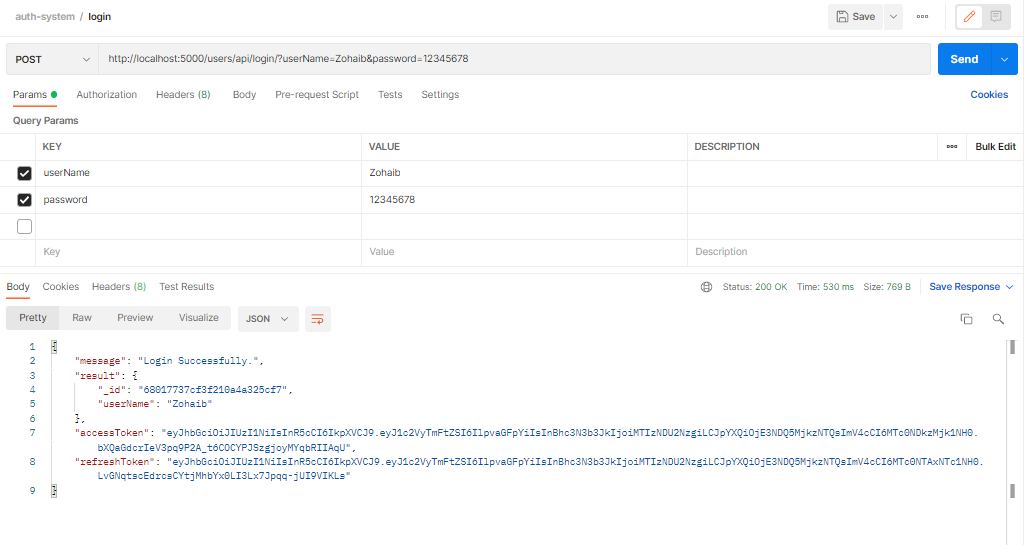 auth-system / login
Save
POST
http://localhost:5000/users/api/login/?userName=Zohaib&password=12345678
Send
Params
Authorization
Headers (8)
Body
Pre-request Script
Tests
Settings
Cookies
Query Params
KEY VALUE DESCRIPTION Bulk Edit
userName Zohaib
password 12345678
Key Value Description
Body Cookies Headers (8) Test Results Status: 200 OK Time: 530 ms Size: 769 B Save Response
Pretty Raw Preview Visualize JSON
1 {
2 "message": "Login Successfully.",
3 "result": {
4 "_id": "68017737cf3f210a4a325cf7",
5 "userName": "Zohaib"
6 },
7 "accessToken": "eyJhbGciOiJIUzI1NiIsInR5cCI6IkpXVCJ9.eyJ1c2VyTmFtZSI6IlpvaGFpYiIsInBhc3N3b3JkIjoiMTIzNDU2NzgiLCJpYXQiOjE3NDQ5MjkzNTQsImV4cCI6MTc0NDkzMjk1NH0.
bXQaGdcrIeV3pq9P2A_t6COCYPJSzgjoyMYqbRIIAqU",
8 "refreshToken": "eyJhbGciOiJIUzI1NiIsInR5cCI6IkpXVCJ9.eyJ1c2VyTmFtZSI6IlpvaGFpYiIsInBhc3N3b3JkIjoiMTIzNDU2NzgiLCJpYXQiOjE3NDQ5MjkzNTQsImV4cCI6MTc0NTAxNTc1NH0.
LvGNqtscEdrcsCYtjMhbYx0LI3Lx7Jpqq-jUI9VIKLs"
9 }